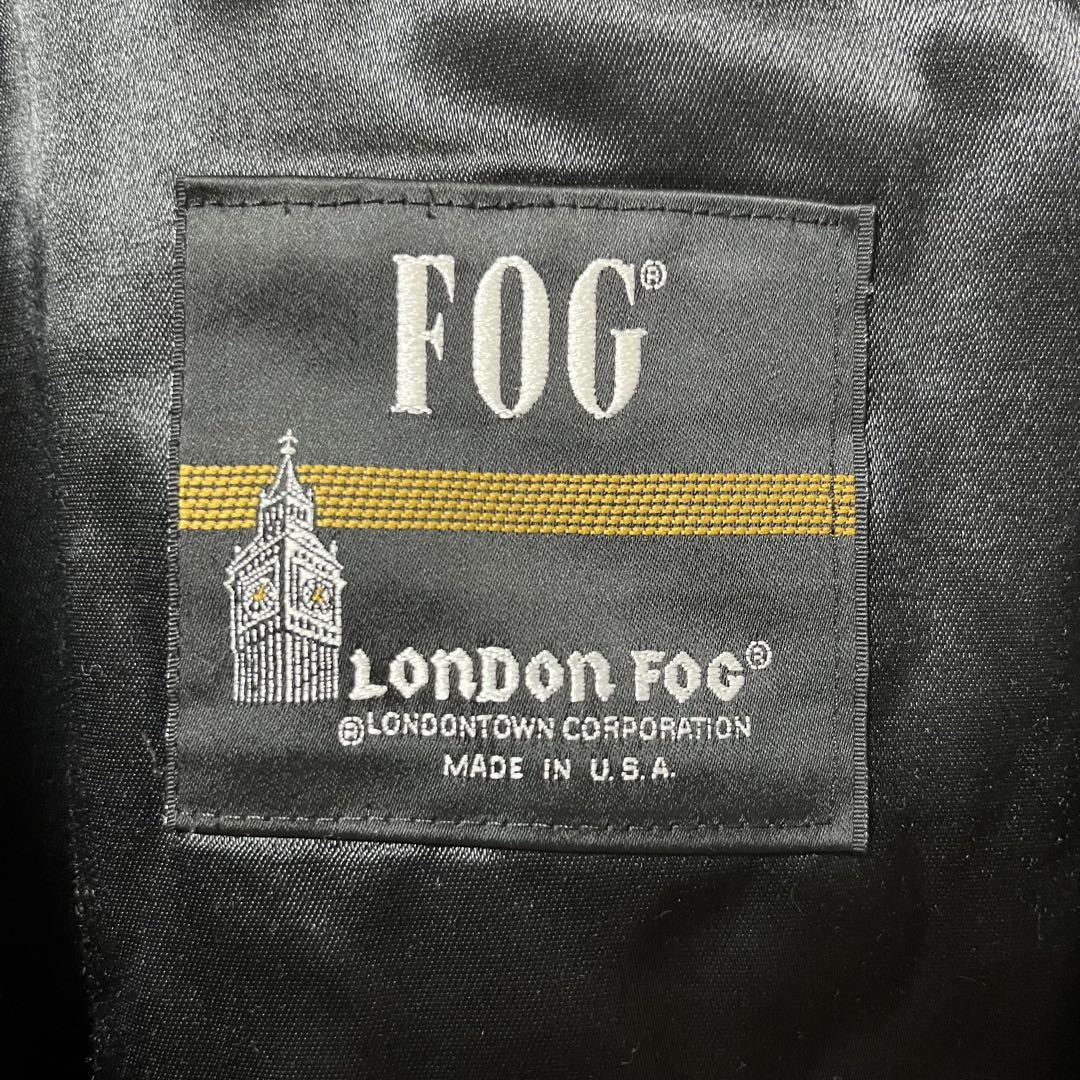 FOG®
LONDON FOG®
®LONDONTOWN CORPORATION
MADE IN U.S.A.